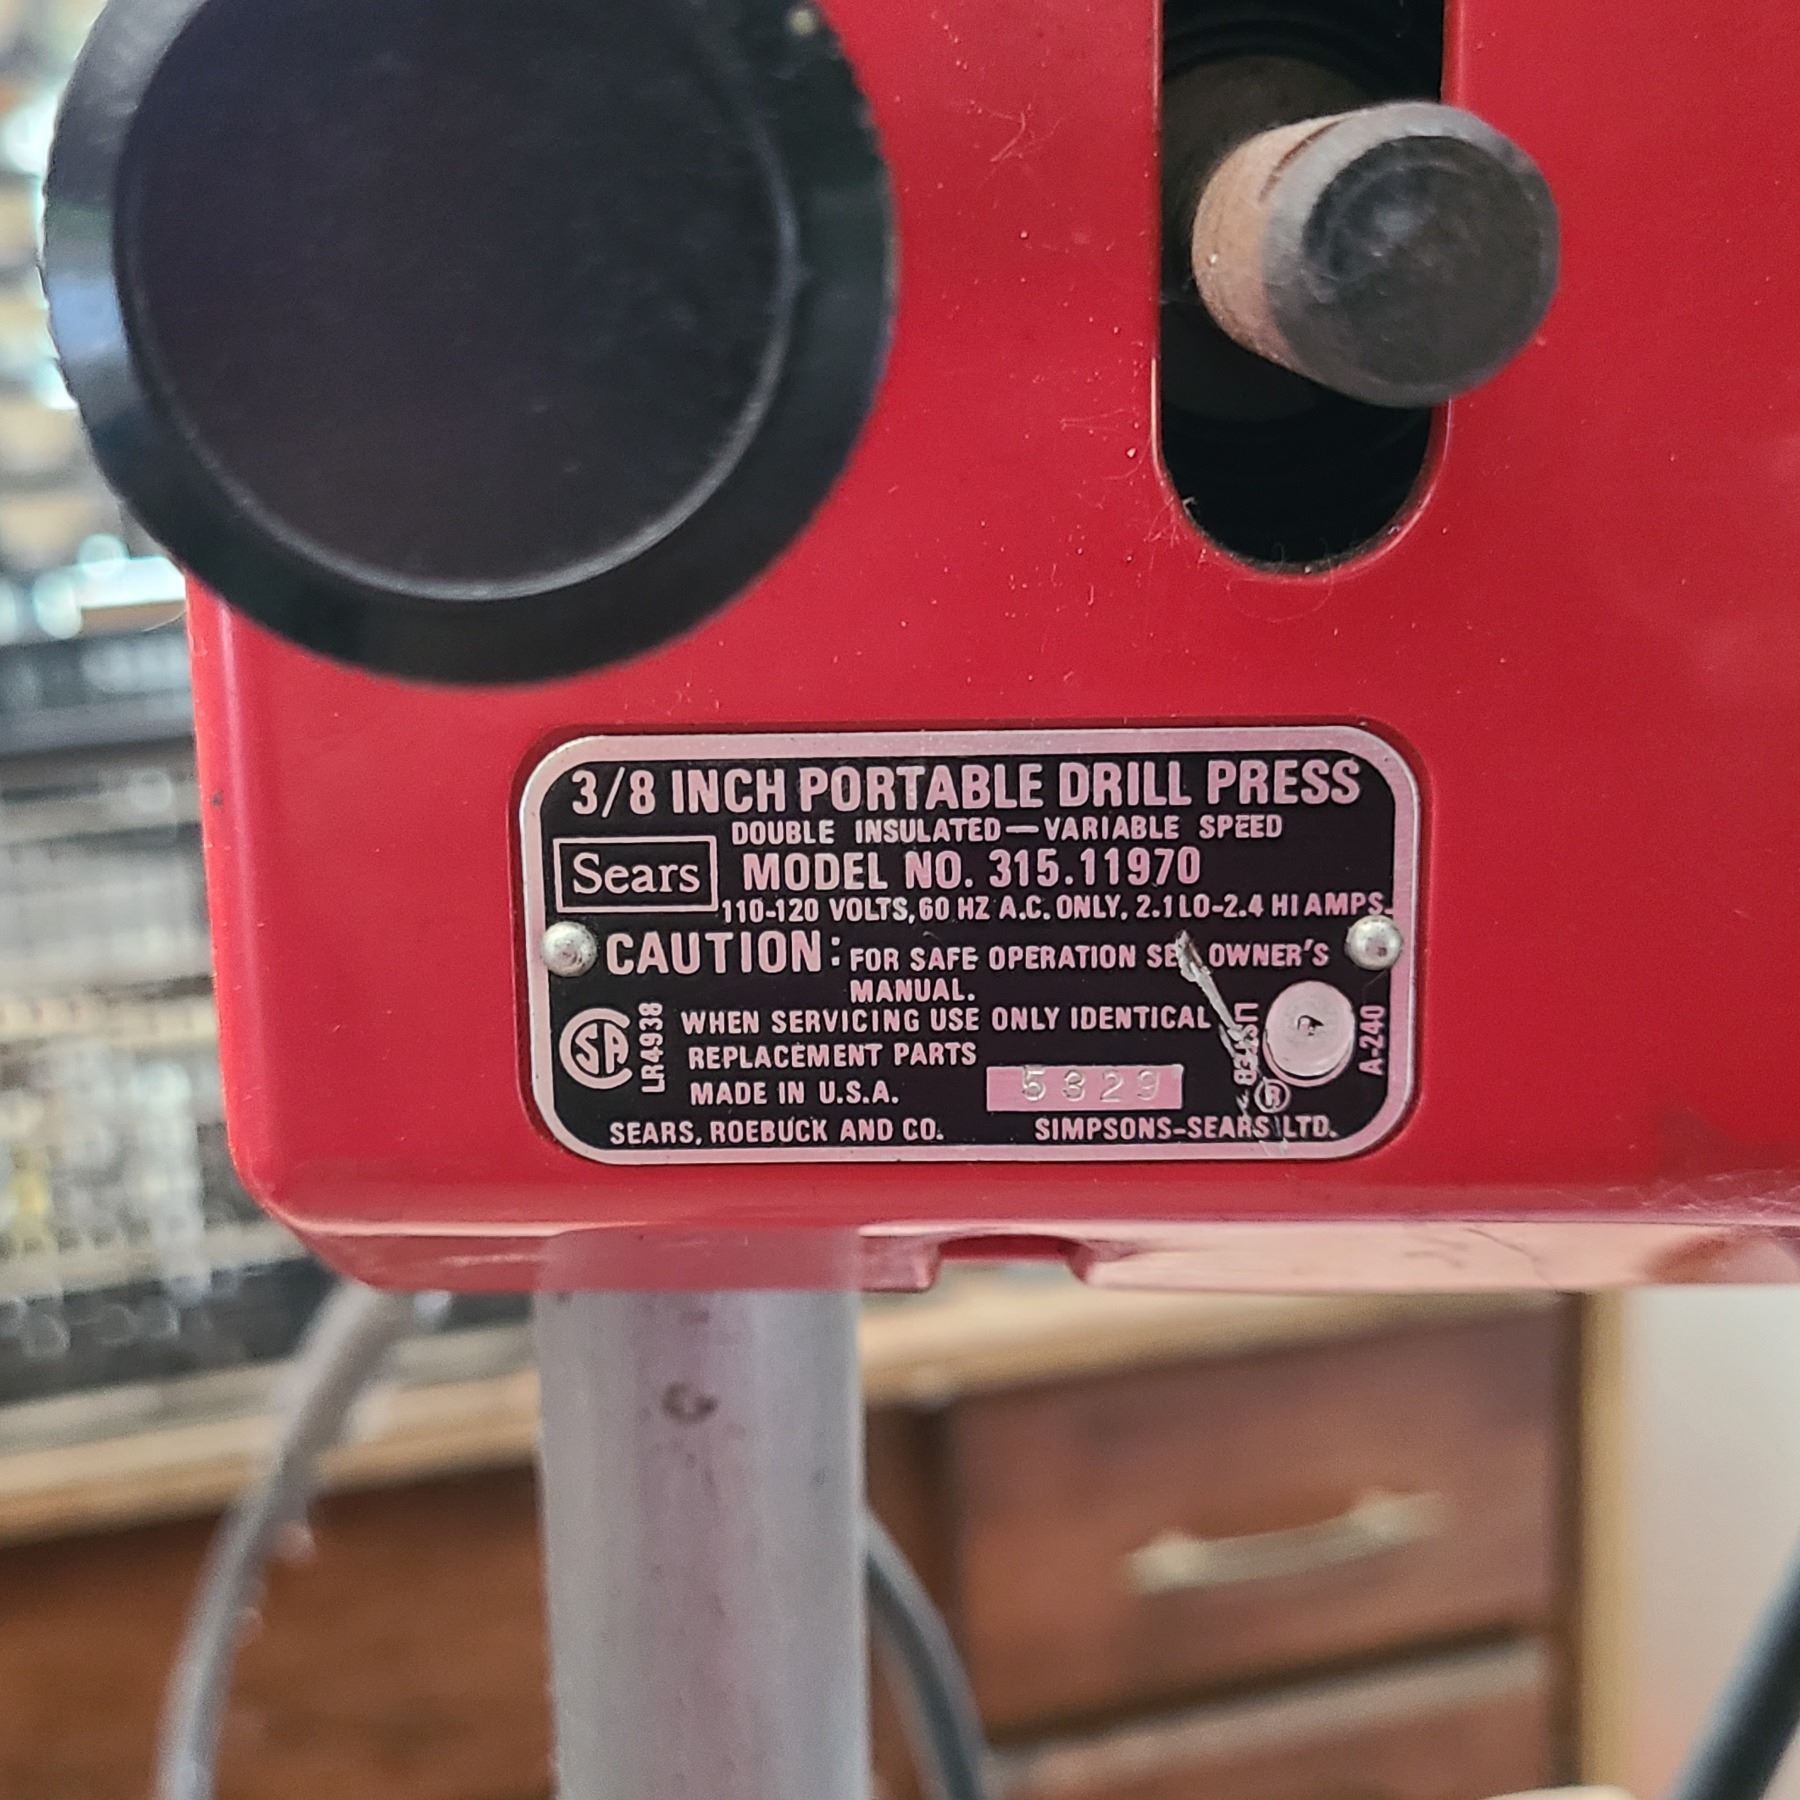 3/8 INCH PORTABLE DRILL PRESS
DOUBLE INSULATED—VARIABLE SPEED
Sears
MODEL NO. 315.11970
110-120 VOLTS, 60 HZ A.C. ONLY, 2.1 LO-2.4 HI AMPS.
CAUTION: FOR SAFE OPERATION OWNER'S
MANUAL.
SA
LR4938
WHEN SERVICING USE ONLY IDENTICAL
REPLACEMENT PARTS
MADE IN U.S.A.
5329
®
A-240
SEARS, ROEBUCK AND CO.
SIMPSONS-SEARS LTD.